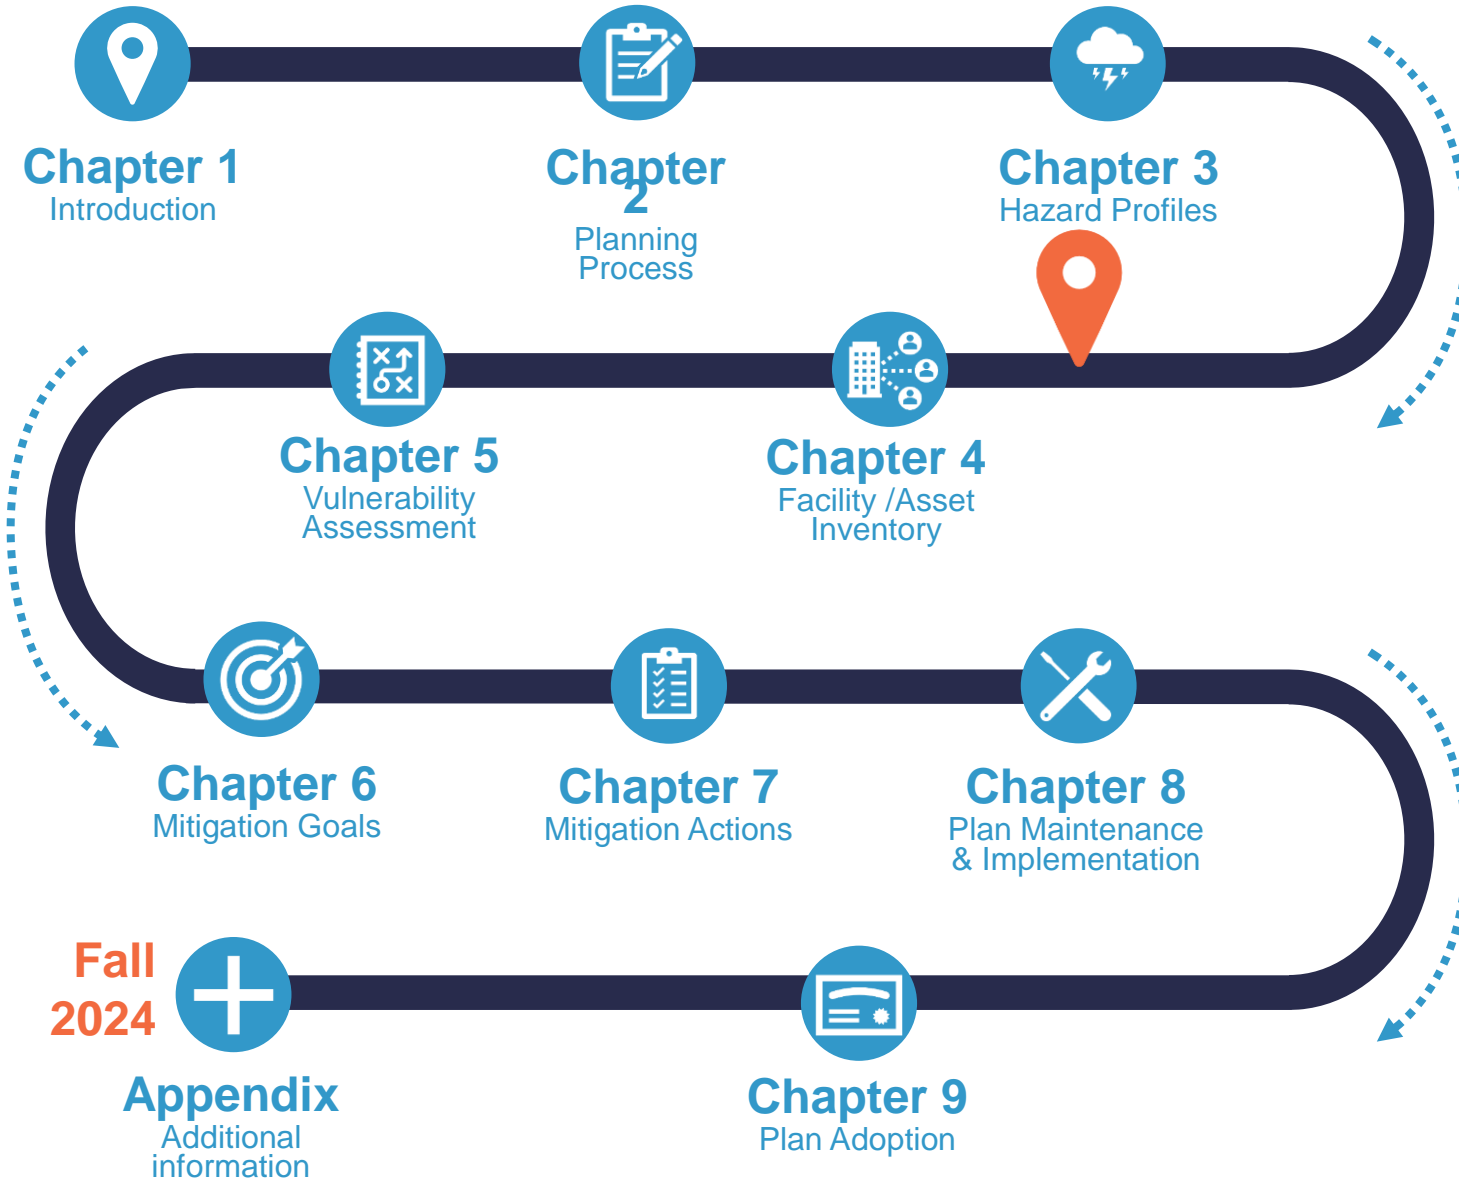 Chapter 1
Introduction
Chapter
2
Planning
Process
Chapter 3
Hazard Profiles
Chapter 4
Facility /Asset
Inventory
Chapter 5
Vulnerability
Assessment
Chapter 6
Mitigation Goals
Chapter 7
Mitigation Actions
Chapter 8
Plan Maintenance
& Implementation
Chapter 9
Plan Adoption
Fall
2024
Appendix
Additional
information